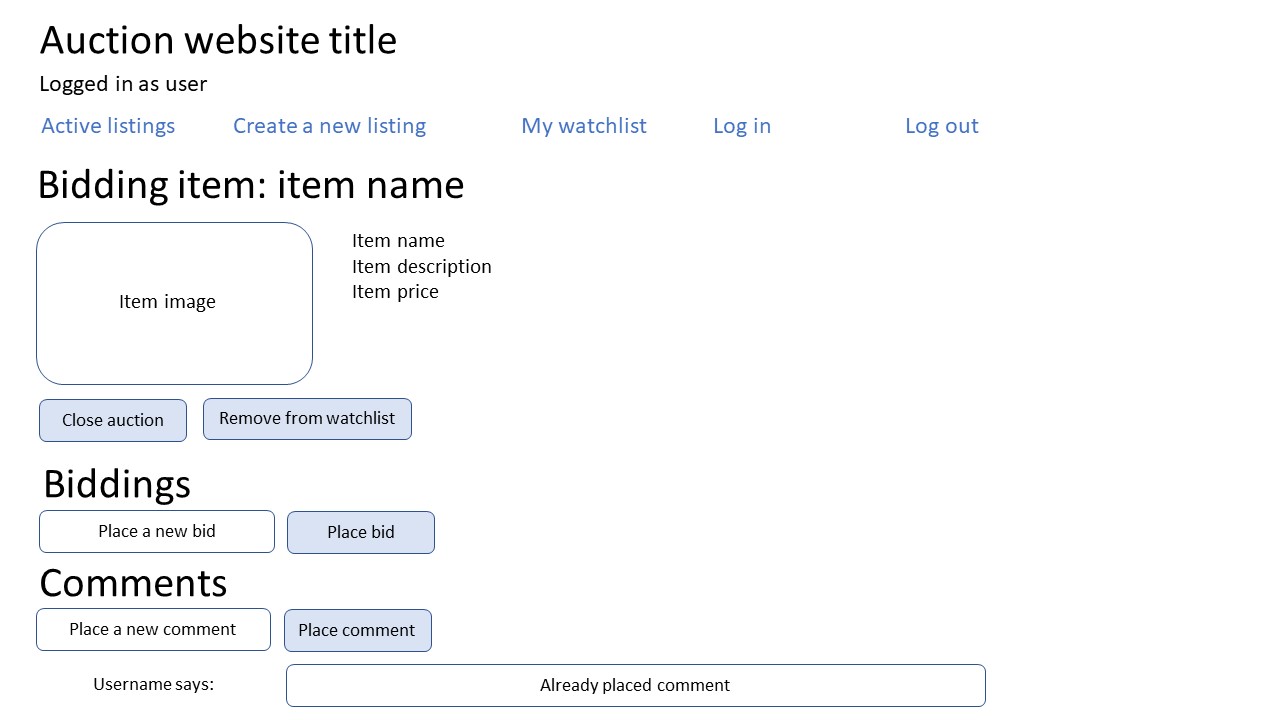 Auction website title
Logged in as user
Active listings Create a new listing My watchlist Log in Log out
Bidding item: item name
Item image
Item name
Item description
Item price
Close auction Remove from watchlist
Biddings
Place a new bid Place bid
Comments
Place a new comment Place comment
Username says: Already placed comment